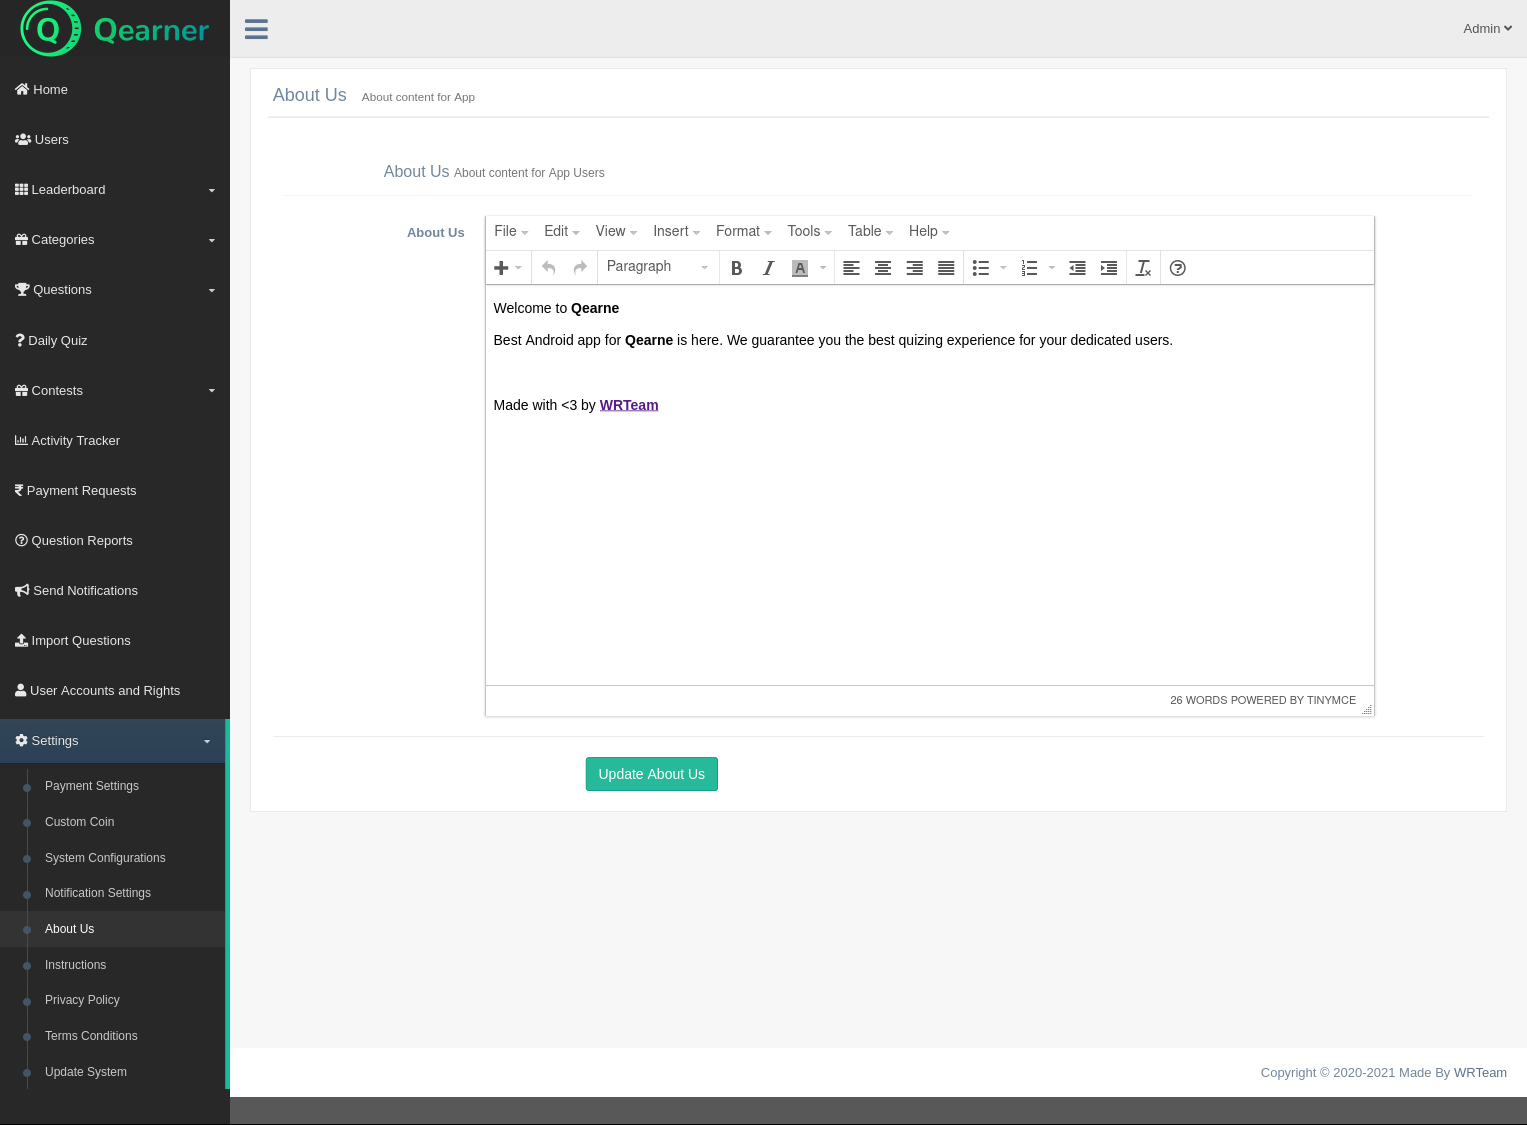 Qearner
Admin
Home
Users
Leaderboard
Categories
Questions
Daily Quiz
Contests
Activity Tracker
Payment Requests
Question Reports
Send Notifications
Import Questions
User Accounts and Rights
Settings
Payment Settings
Custom Coin
System Configurations
Notification Settings
About Us
Instructions
Privacy Policy
Terms Conditions
Update System
About Us About content for App
About Us About content for App Users
About Us
File Edit View Insert Format Tools Table Help
Paragraph
Welcome to Qearne
Best Android app for Qearne is here. We guarantee you the best quizing experience for your dedicated users.
Made with <3 by WRTeam
26 WORDS POWERED BY TINYMCE
Update About Us
Copyright © 2020-2021 Made By WRTeam